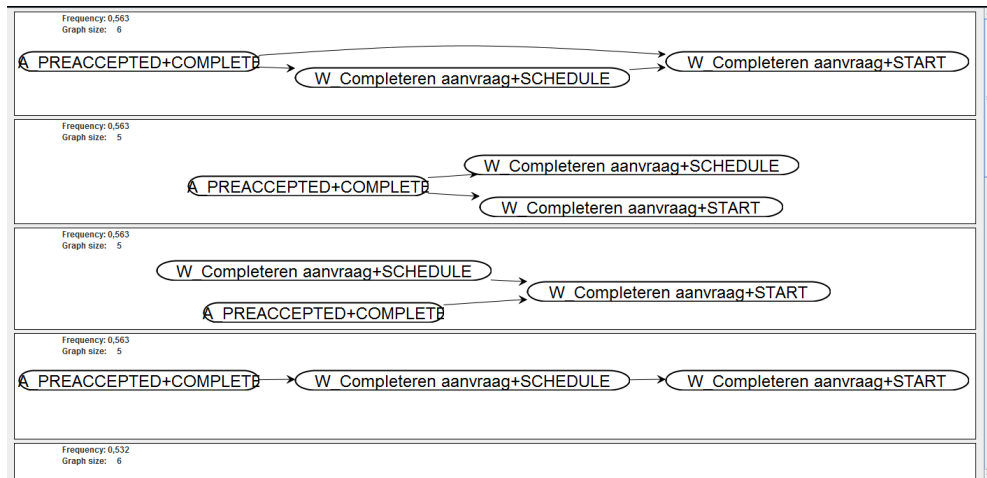 Frequency: 0,563
Graph size: 6
A_PREACCEPTED+COMPLETE
W_Completeren aanvraag+SCHEDULE
W_Completeren aanvraag+START
Frequency: 0,563
Graph size: 5
W_Completeren aanvraag+SCHEDULE
A_PREACCEPTED+COMPLETE
W_Completeren aanvraag+START
Frequency: 0,563
Graph size: 5
W_Completeren aanvraag+SCHEDULE
W_Completeren aanvraag+START
A_PREACCEPTED+COMPLETE
Frequency: 0,563
Graph size: 5
A_PREACCEPTED+COMPLETE W_Completeren aanvraag+SCHEDULE W_Completeren aanvraag+START
Frequency: 0,532
Graph size: 6